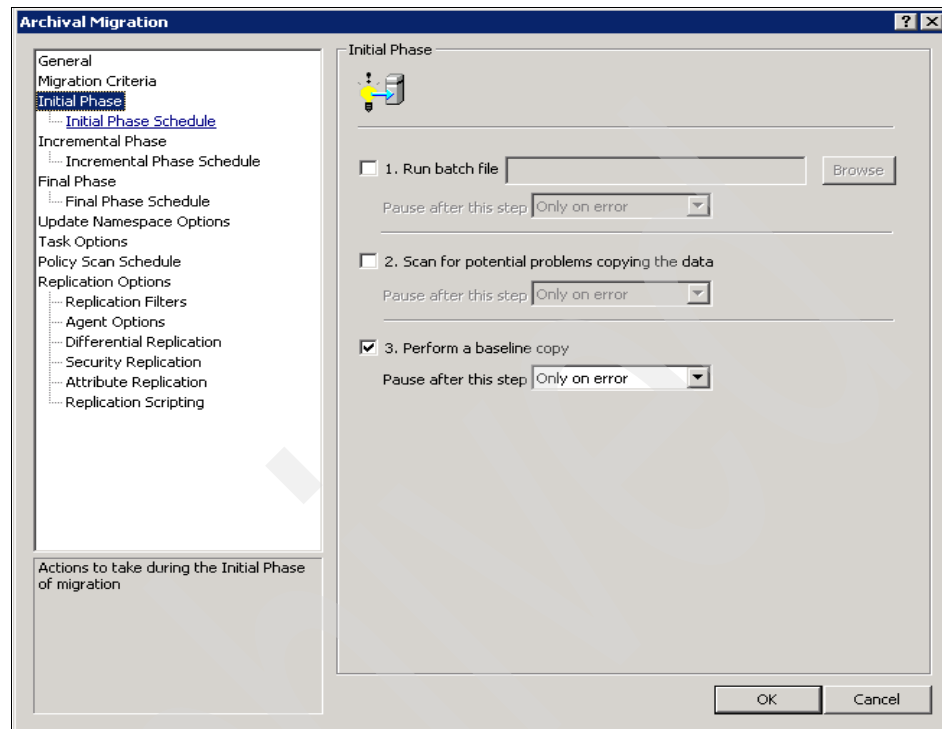 Archival Migration
General
Migration Criteria
Initial Phase
Initial Phase Schedule
Incremental Phase
Incremental Phase Schedule
Final Phase
Final Phase Schedule
Update Namespace Options
Task Options
Policy Scan Schedule
Replication Options
Replication Filters
Agent Options
Differential Replication
Security Replication
Attribute Replication
Replication Scripting
Actions to take during the Initial Phase
of migration
Initial Phase
1. Run batch file
Browse
Pause after this step Only on error
2. Scan for potential problems copying the data
Pause after this step Only on error
3. Perform a baseline copy
Pause after this step Only on error
OK
Cancel